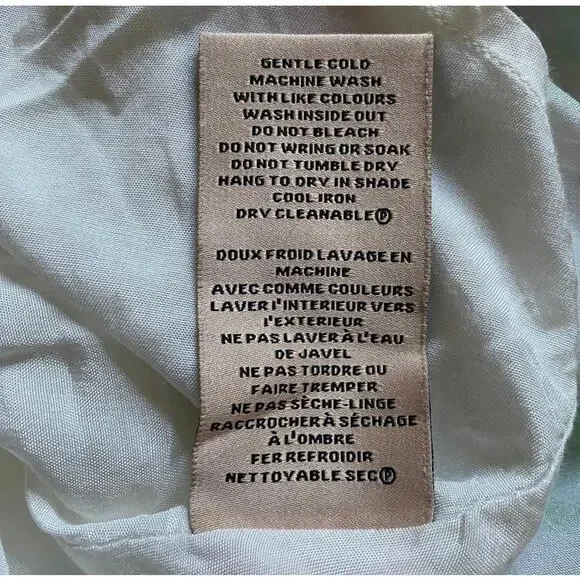 GENTLE COLD
MACHINE WASH
WITH LIKE COLOURS
WASH INSIDE OUT
DO NOT BLEACH
DO NOT WRING OR SOAK
DO NOT TUMBLE DRY
HANG TO DRY IN SHADE
COOL IRON
DRY CLEANABLE Ⓟ
DOUX FROID LAVAGE EN
MACHINE
AVEC COMME COULEURS
LAVER l'INTERIEUR VERS
l'EXTERIEUR
NE PAS LAVER À L'EAU
DE JAVEL
NE PAS TORDRE OU
FAIRE TREMPER
NE PAS SÈCHE-LINGE
RACCROCHER À SÉCHAGE
À L'OMBRE
FER REFROIDIR
NETTOYABLE SEC Ⓟ